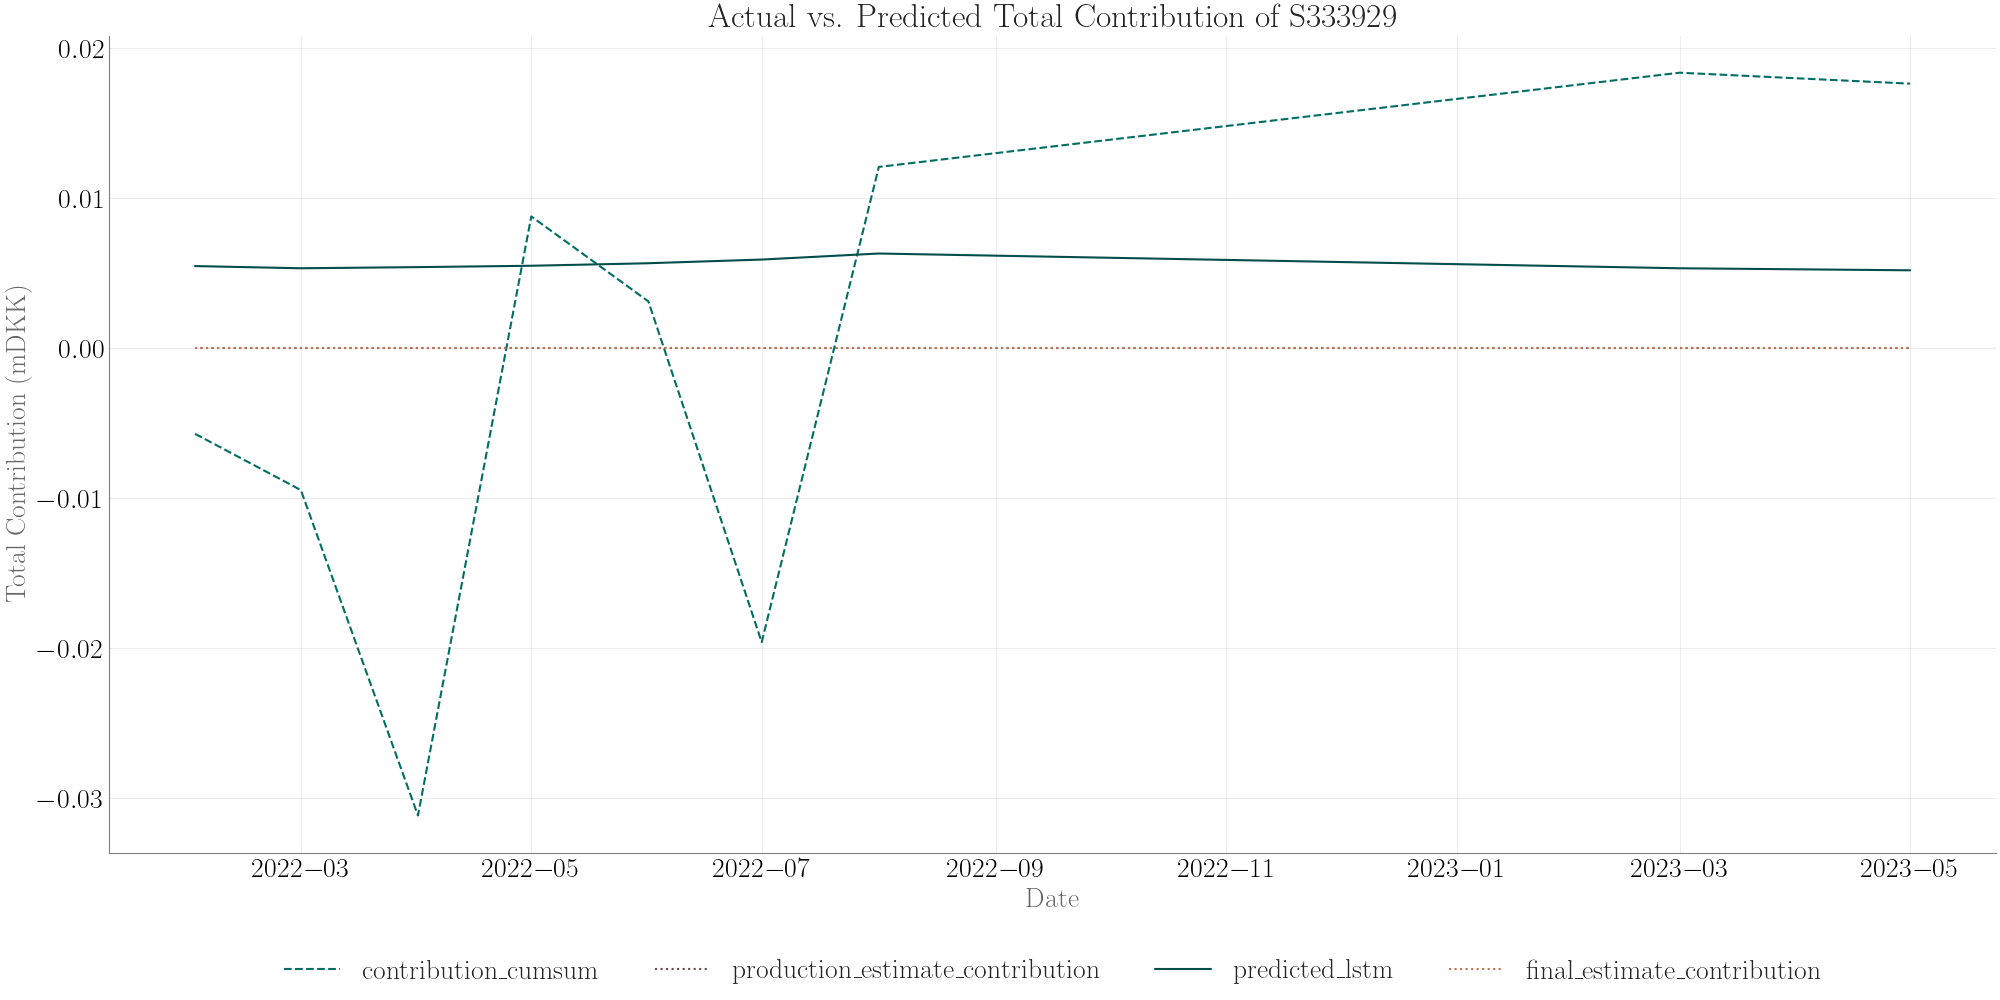 Actual vs. Predicted Total Contribution of S333929
Total Contribution (mDKK)
0.02
0.01
0.00
−0.01
−0.02
−0.03
2022−03 2022−05 2022−07 2022−09 2022−11 2023−01 2023−03 2023−05
Date
contribution_cumsum production_estimate_contribution predicted_lstm final_estimate_contribution